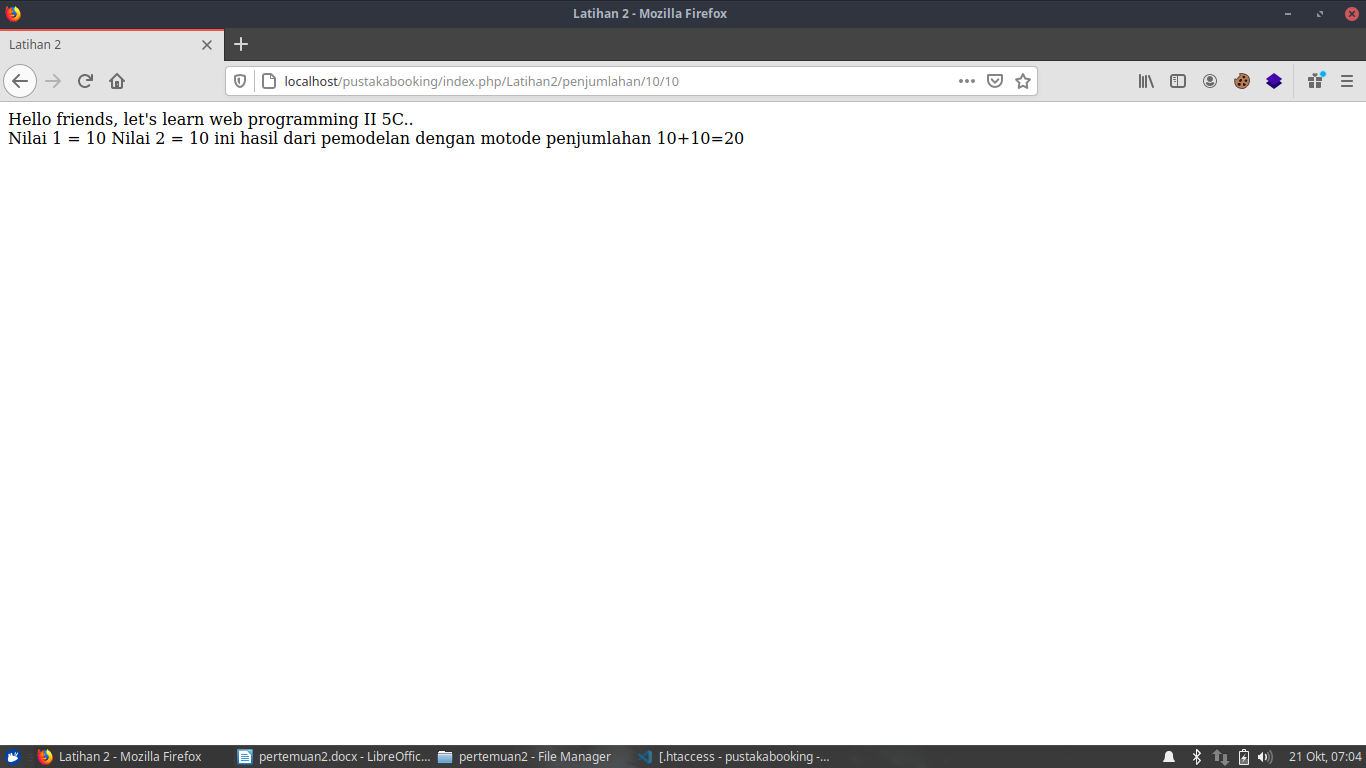 Latihan 2 - Mozilla Firefox
Latihan 2
localhost/pustakabooking/index.php/Latihan2/penjumlahan/10/10
Hello friends, let's learn web programming II 5C..
Nilai 1 = 10 Nilai 2 = 10 ini hasil dari pemodelan dengan motode penjumlahan 10+10=20
Latihan 2 - Mozilla Firefox pertemuan2.docx - LibreOffic... pertemuan2 - File Manager [.htaccess - pustakabooking -... 21 Okt, 07:04